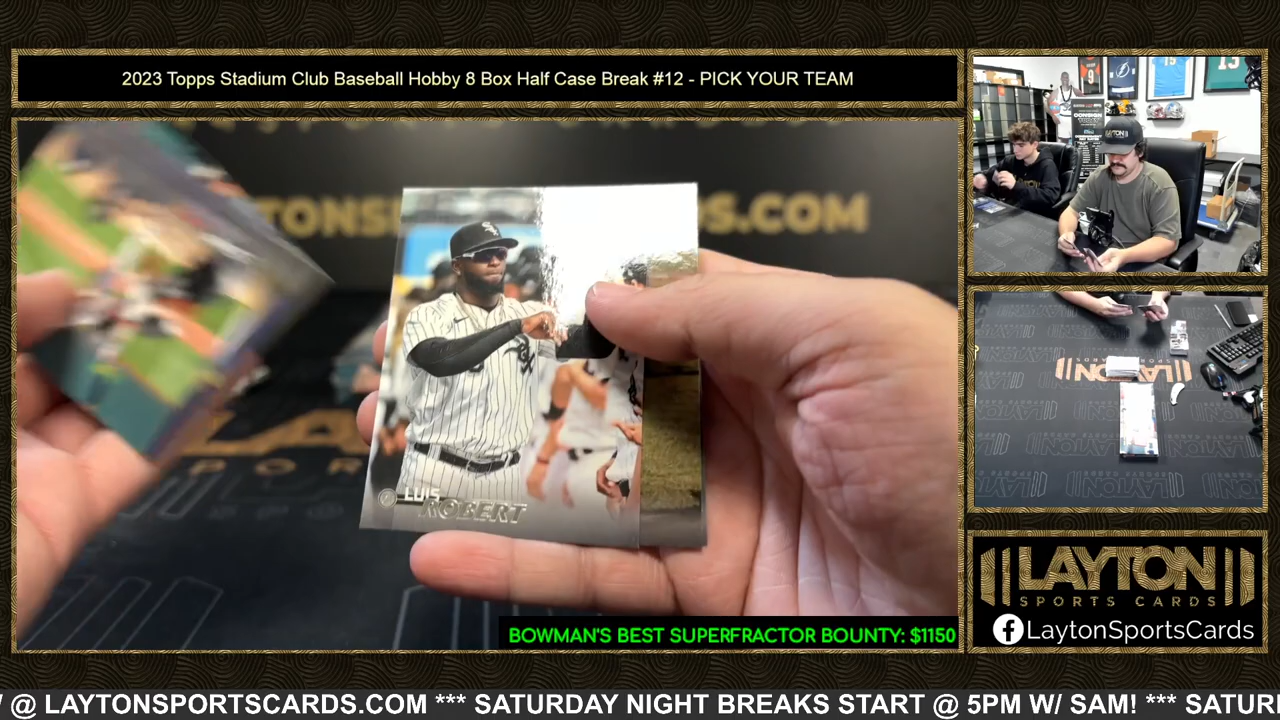 2023 Topps Stadium Club Baseball Hobby 8 Box Half Case Break #12 - PICK YOUR TEAM
LUIS
ROBERT
BOWMAN'S BEST SUPERFRACTOR BOUNTY: $1150
LAYTON
SPORTS CARDS
LaytonSportsCards
@ LAYTONSPORTSCARDS.COM *** SATURDAY NIGHT BREAKS START @ 5PM W/ SAM! *** SATUR